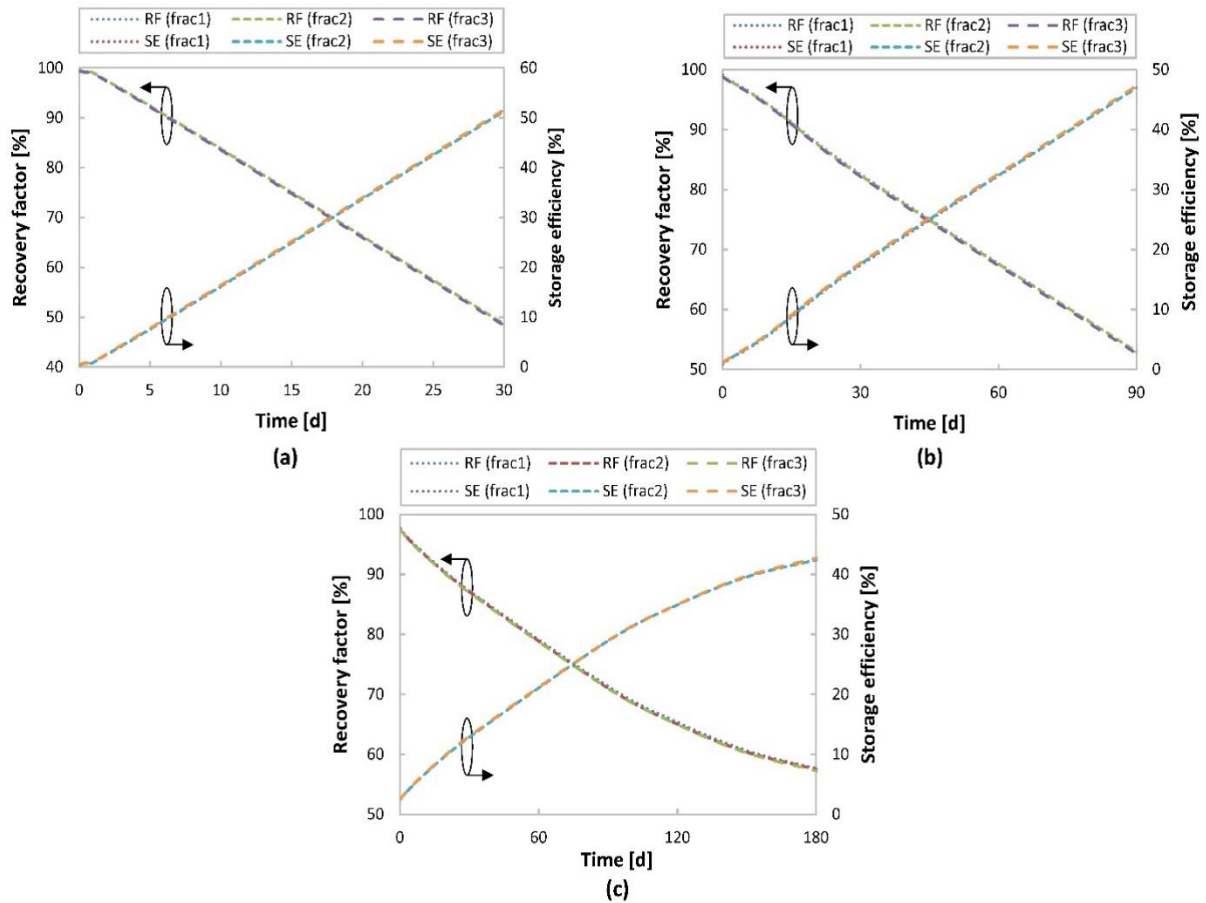 RF (frac1) RF (frac2) RF (frac3)
SE (frac1) SE (frac2) SE (frac3)
100 90 80 70 60 50 40
Recovery factor [%]
60 50 40 30 20 10 0
Storage efficiency [%]
0 5 10 15 20 25 30
Time [d]
(a)
RF (frac1) RF (frac2) RF (frac3)
SE (frac1) SE (frac2) SE (frac3)
100 90 80 70 60 50
Recovery factor [%]
50 40 30 20 10 0
Storage efficiency [%]
0 30 60 90
Time [d]
(b)
RF (frac1) RF (frac2) RF (frac3)
SE (frac1) SE (frac2) SE (frac3)
100 90 80 70 60 50
Recovery factor [%]
50 40 30 20 10 0
Storage efficiency [%]
0 60 120 180
Time [d]
(c)